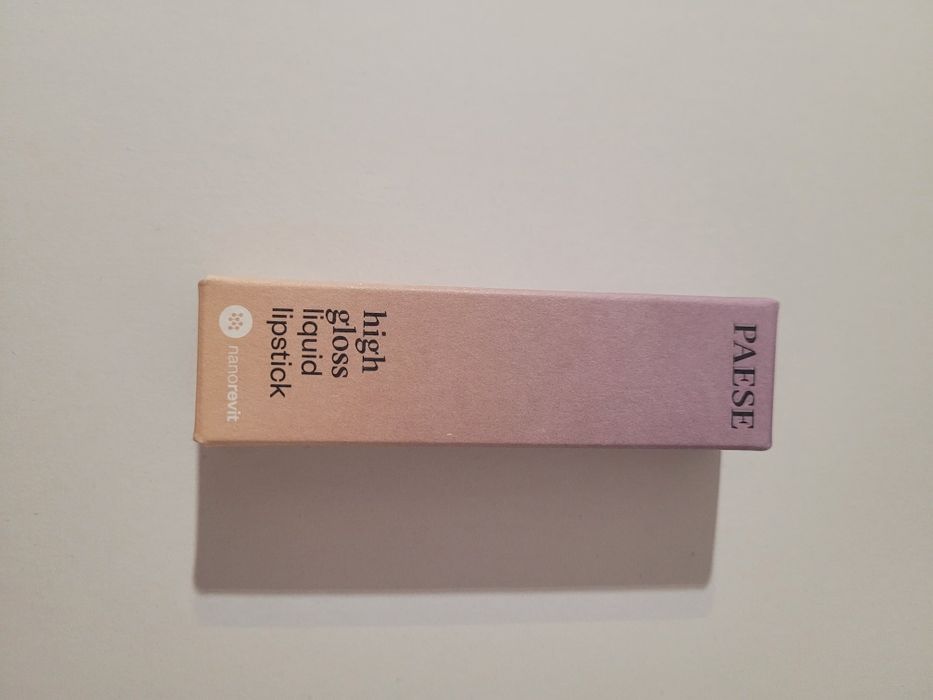 PAESE
high
gloss
liquid
lipstick
nanorevit